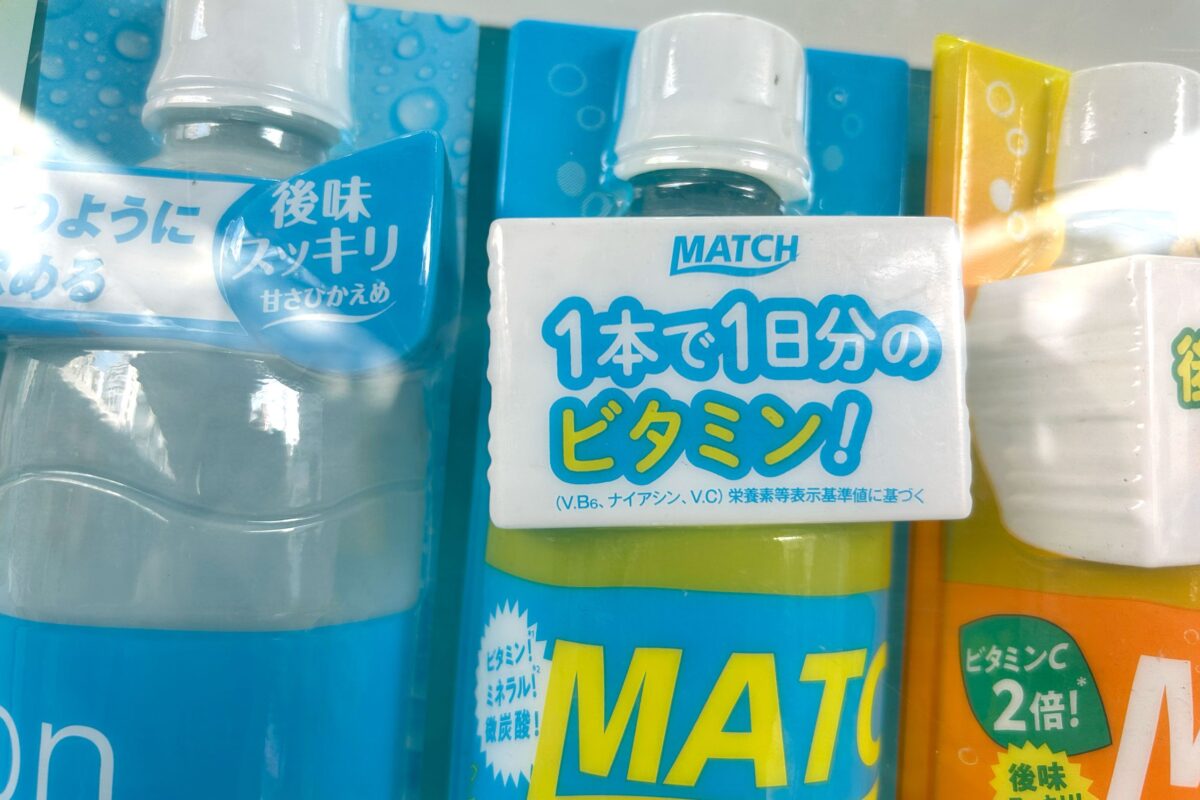 つように
める
後味
スッキリ
甘さひかえめ
on
MATCH
1本で1日分の
ビタミン!
(V.B6、ナイアシン、V.C) 栄養素等表示基準値に基づく
ビタミン!*1
ミネラル!*2
微炭酸!
MATC
ビタミンC
2倍!*
後味
M